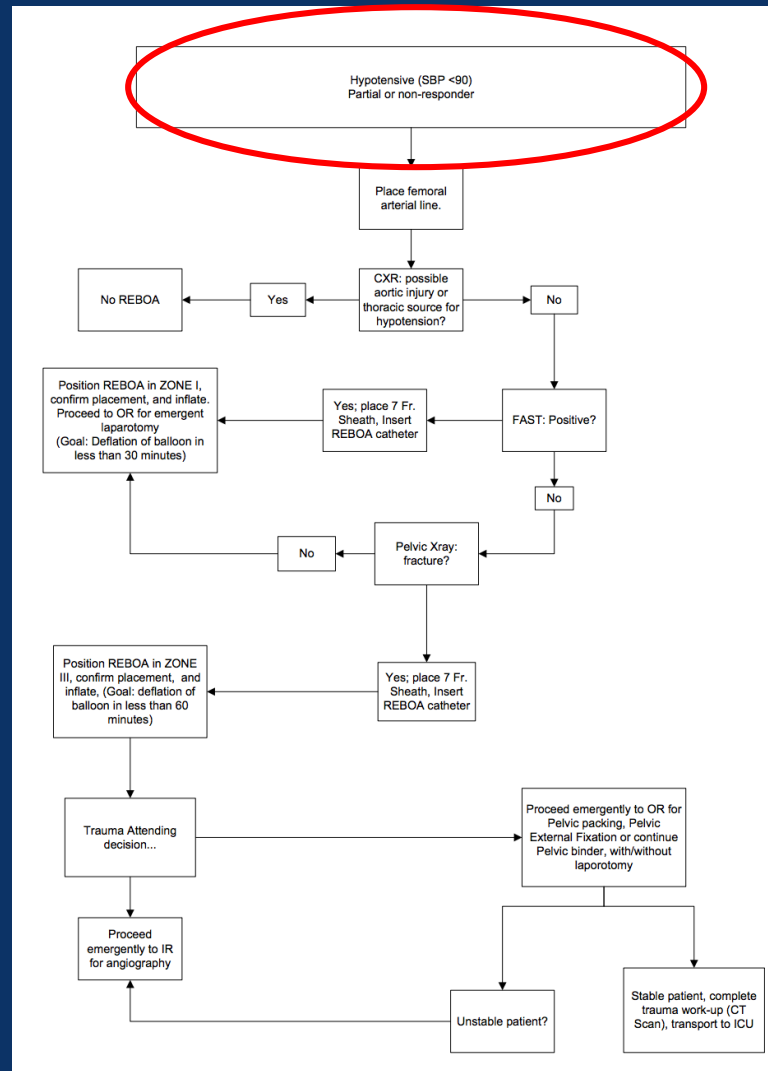 Hypotensive (SBP <90)
Partial or non-responder
Place femoral
arterial line.
CXR: possible
aortic injury or
thoracic source for
hypotension?
Yes
No REBOA
No
FAST: Positive?
Yes; place 7 Fr.
Sheath, Insert
REBOA catheter
Position REBOA in ZONE I,
confirm placement, and inflate.
Proceed to OR for emergent
laparotomy
(Goal: Deflation of balloon in
less than 30 minutes)
No
Pelvic Xray:
fracture?
No
Yes; place 7 Fr.
Sheath, Insert
REBOA catheter
Position REBOA in ZONE
III, confirm placement, and
inflate, (Goal: deflation of
balloon in less than 60
minutes)
Trauma Attending
decision...
Proceed emergently to OR for
Pelvic packing, Pelvic
External Fixation or continue
Pelvic binder, with/without
laporotomy
Proceed
emergently to IR
for angiography
Unstable patient?
Stable patient, complete
trauma work-up (CT
Scan), transport to ICU